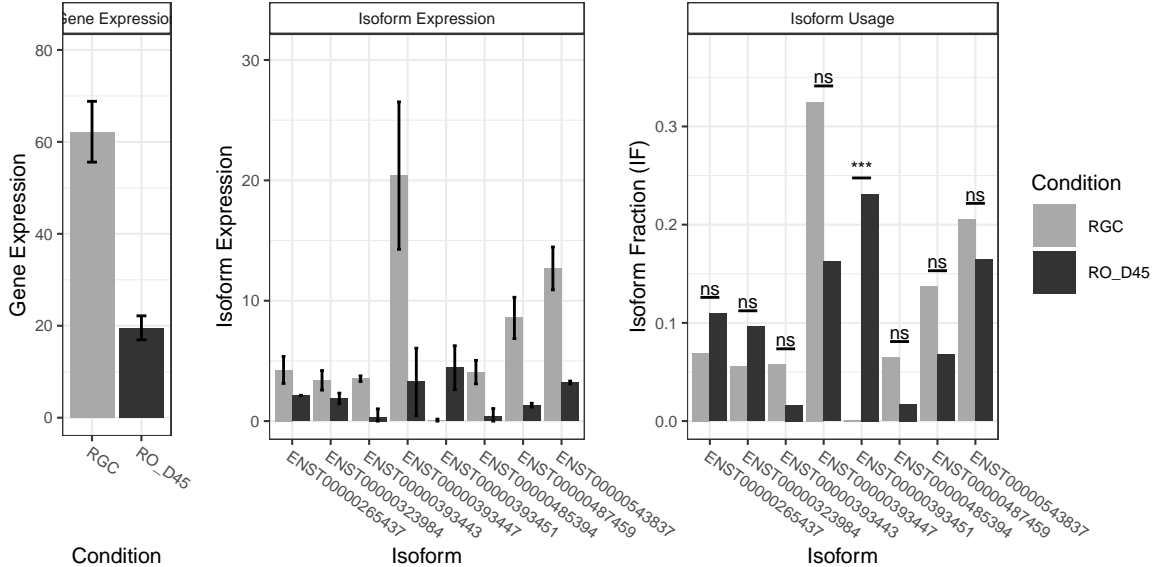 Gene Expression
Gene Expression
80
60
40
20
0
RGC
RO_D45
Condition
Isoform Expression
Isoform Expression
30
20
10
0
ENST00000265437
ENST00000323984
ENST00000393443
ENST00000393447
ENST00000393451
ENST00000485394
ENST00000487459
ENST00000543837
Isoform
Isoform Usage
Isoform Fraction (IF)
0.3
0.2
0.1
0.0
ns
ns
ns
ns
***
ns
ns
ns
ENST00000265437
ENST00000323984
ENST00000393443
ENST00000393447
ENST00000393451
ENST00000485394
ENST00000487459
ENST00000543837
Isoform
Condition
RGC
RO_D45